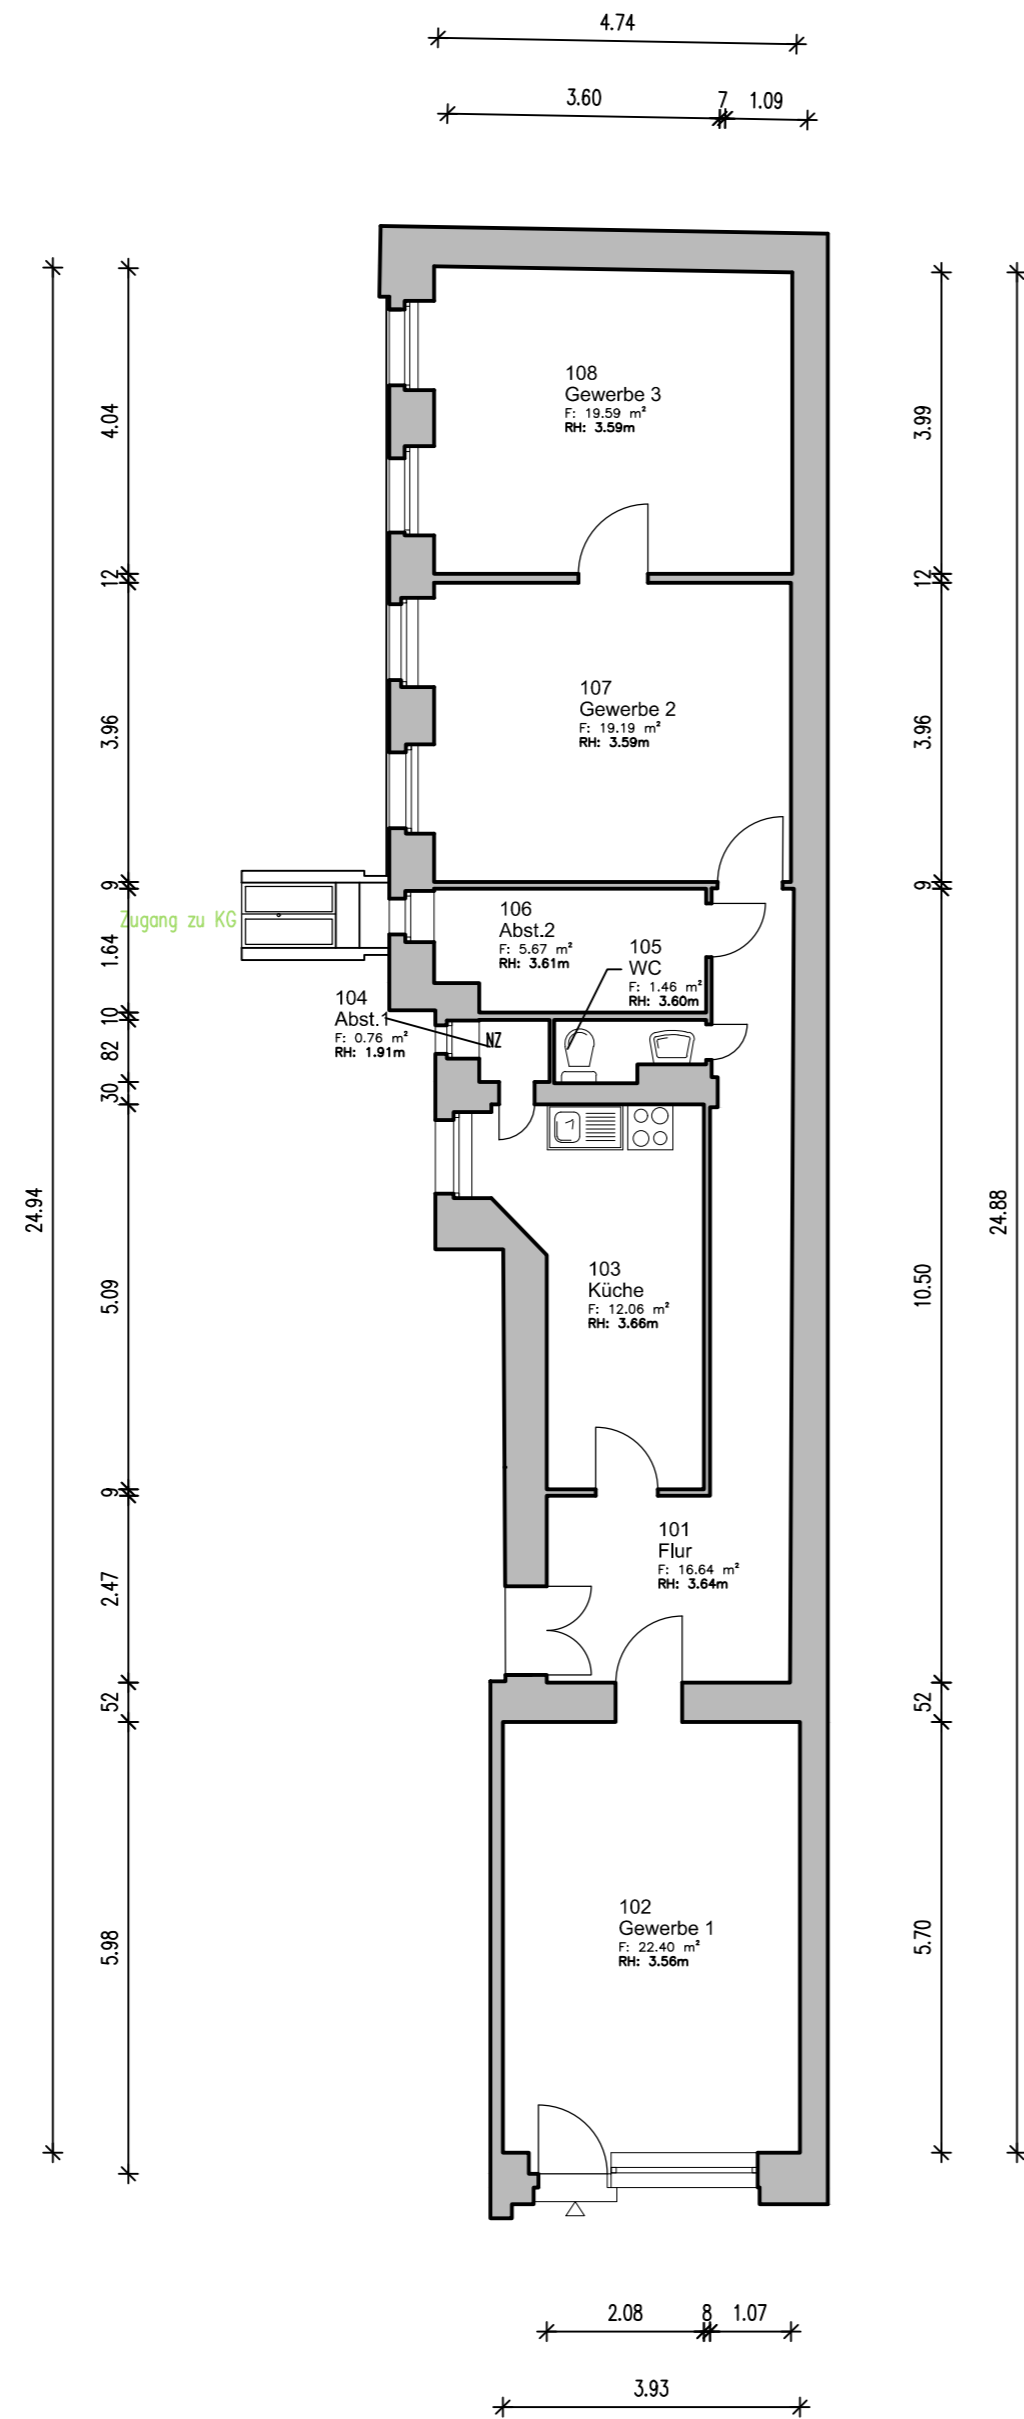 4.74
3.60
7
1.09
108
Gewerbe 3
F: 19.59 m²
RH: 3.59m
4.04
3.99
12
12
107
Gewerbe 2
F: 19.19 m²
RH: 3.59m
3.96
3.96
9
9
Zugang zu KG
106
Abst.2
F: 5.67 m²
RH: 3.61m
1.64
105
WC
F: 1.46 m²
RH: 3.60m
104
Abst.1
F: 0.76 m²
RH: 1.91m
NZ
10
82
30
24.94
24.88
5.09
10.50
103
Küche
F: 12.06 m²
RH: 3.66m
9
101
Flur
F: 16.64 m²
RH: 3.64m
2.47
52
52
102
Gewerbe 1
F: 22.40 m²
RH: 3.56m
5.98
5.70
2.08
8
1.07
3.93